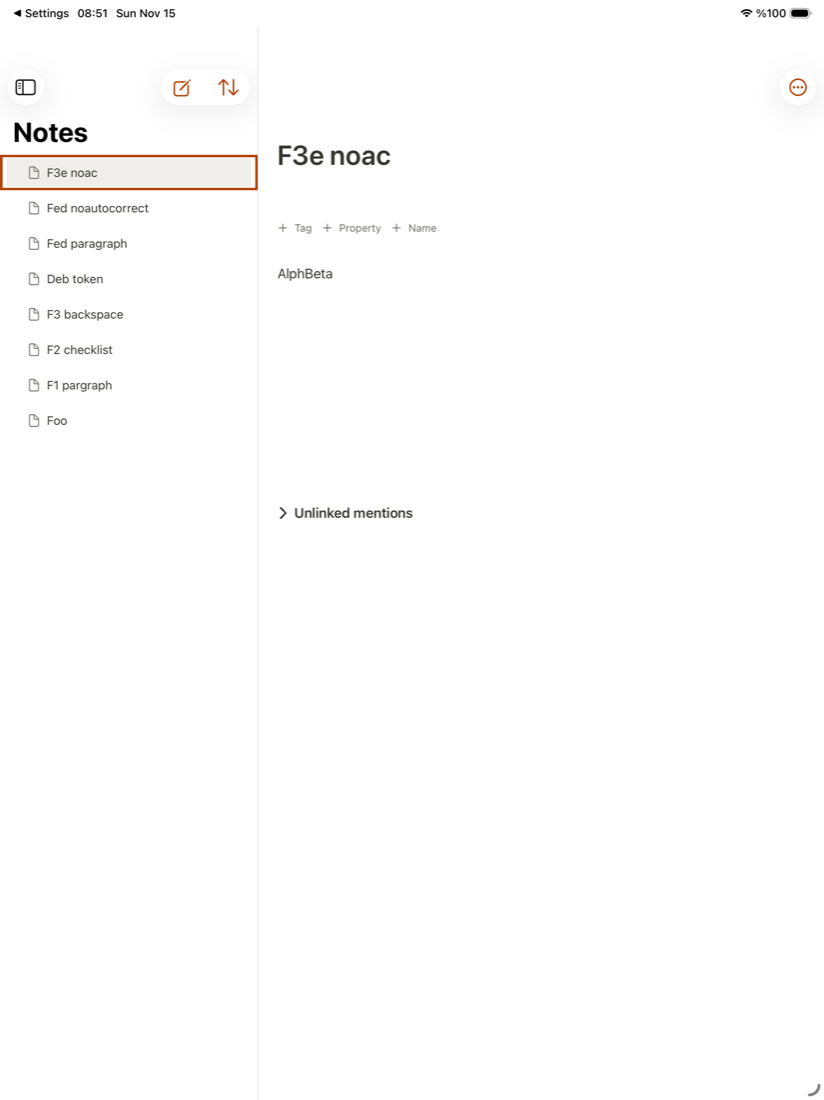 ◀ Settings 08:51 Sun Nov 15 %100
Notes
F3e noac
Fed noautocorrect
Fed paragraph
Deb token
F3 backspace
F2 checklist
F1 pargraph
Foo
F3e noac
+ Tag + Property + Name
AlphBeta
Unlinked mentions